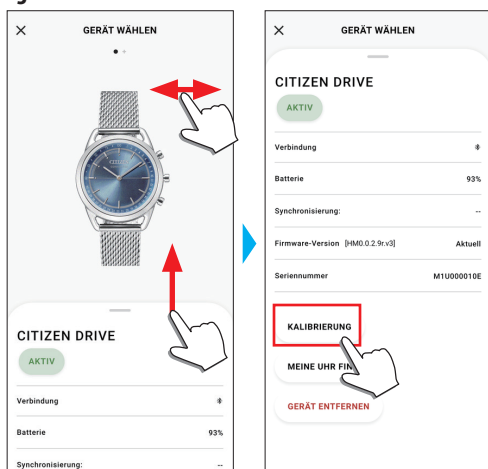 × GERÄT WÄHLEN
CITIZEN
CITIZEN DRIVE
AKTIV
Verbindung
Batterie 93%
Synchronisierung: --
× GERÄT WÄHLEN
CITIZEN DRIVE
AKTIV
Verbindung
Batterie 93%
Synchronisierung: --
Firmware-Version [HM0.0.2.9r.v3] Aktuell
Seriennummer M1U000010E
KALIBRIERUNG
MEINE UHR FIN
GERÄT ENTFERNEN